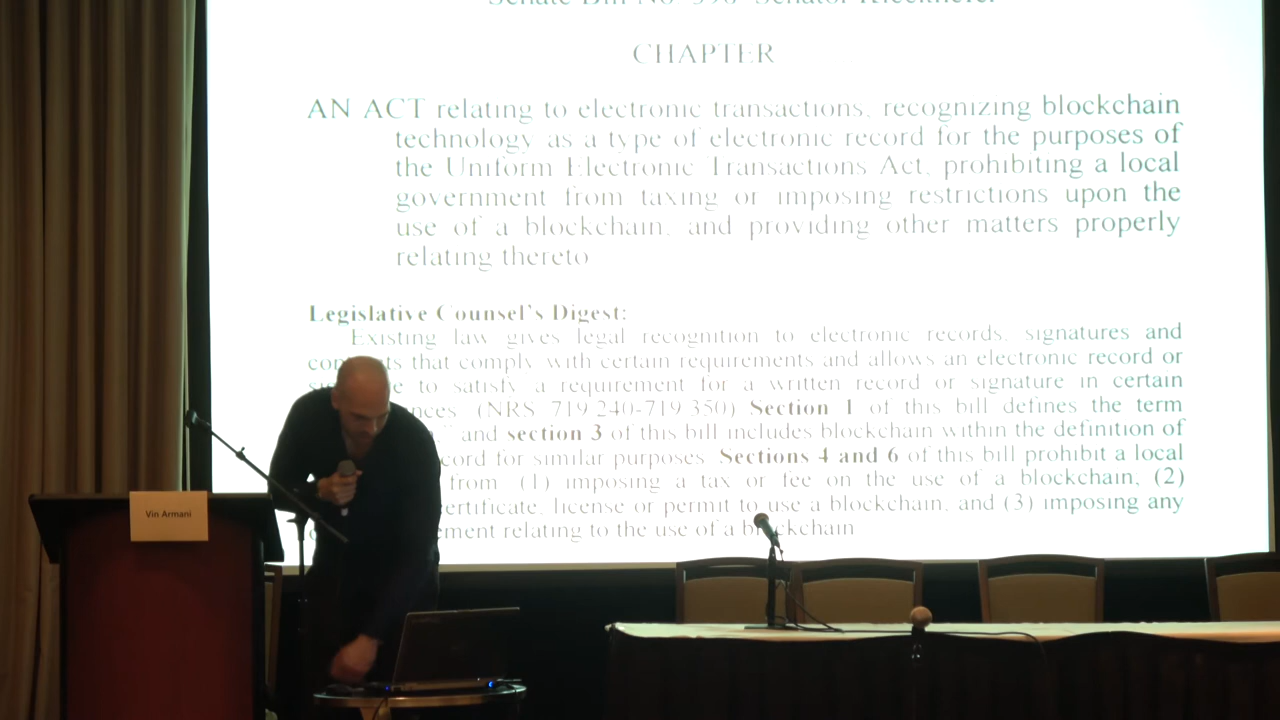 Senate Bill No. 398–Senator Kieckhefer
CHAPTER
AN ACT relating to electronic transactions, recognizing blockchain
technology as a type of electronic record for the purposes of
the Uniform Electronic Transactions Act, prohibiting a local
government from taxing or imposing restrictions upon the
use of a blockchain, and providing other matters properly
relating thereto
Legislative Counsel's Digest:
Existing law gives legal recognition to electronic records, signatures and
that comply with certain requirements and allows an electronic record or
to satisfy a requirement for a written record or signature in certain
(NRS 719.240-719.350) Section 1 of this bill defines the term
and section 3 of this bill includes blockchain within the definition of
for similar purposes. Sections 4 and 6 of this bill prohibit a local
from (1) imposing a tax or fee on the use of a blockchain, (2)
license or permit to use a blockchain, and (3) imposing any
relating to the use of a blockchain
Vin Armani